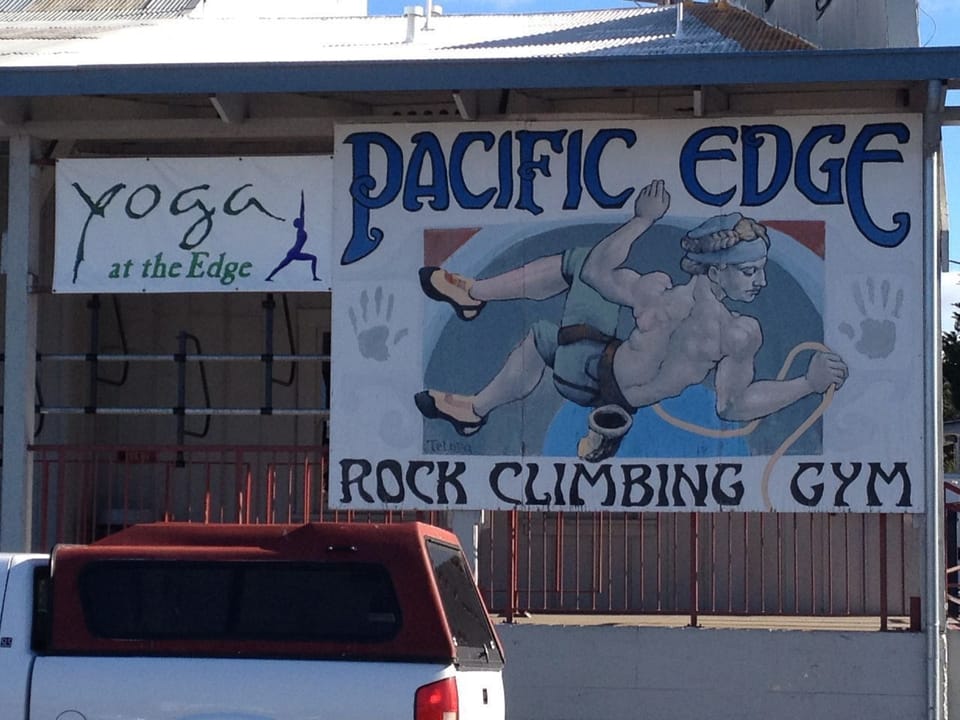 Yoga
at the Edge
PACIFIC EDGE
ROCK CLIMBING GYM